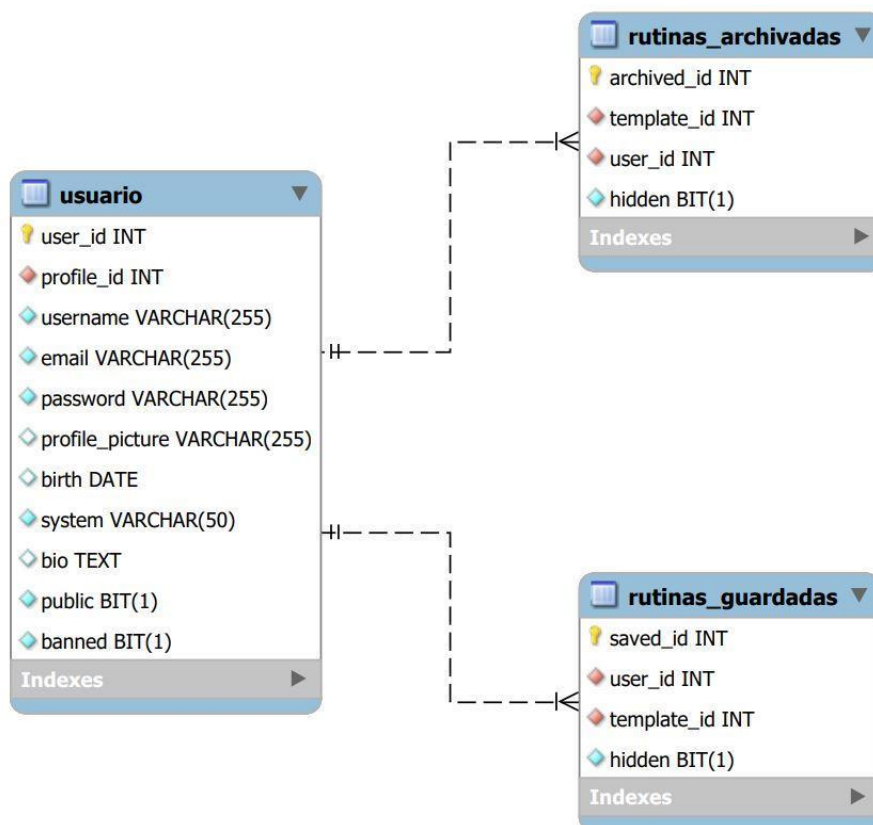 usuario
user_id INT
profile_id INT
username VARCHAR(255)
email VARCHAR(255)
password VARCHAR(255)
profile_picture VARCHAR(255)
birth DATE
system VARCHAR(50)
bio TEXT
public BIT(1)
banned BIT(1)
Indexes
rutinas_archivadas
archived_id INT
template_id INT
user_id INT
hidden BIT(1)
Indexes
rutinas_guardadas
saved_id INT
user_id INT
template_id INT
hidden BIT(1)
Indexes